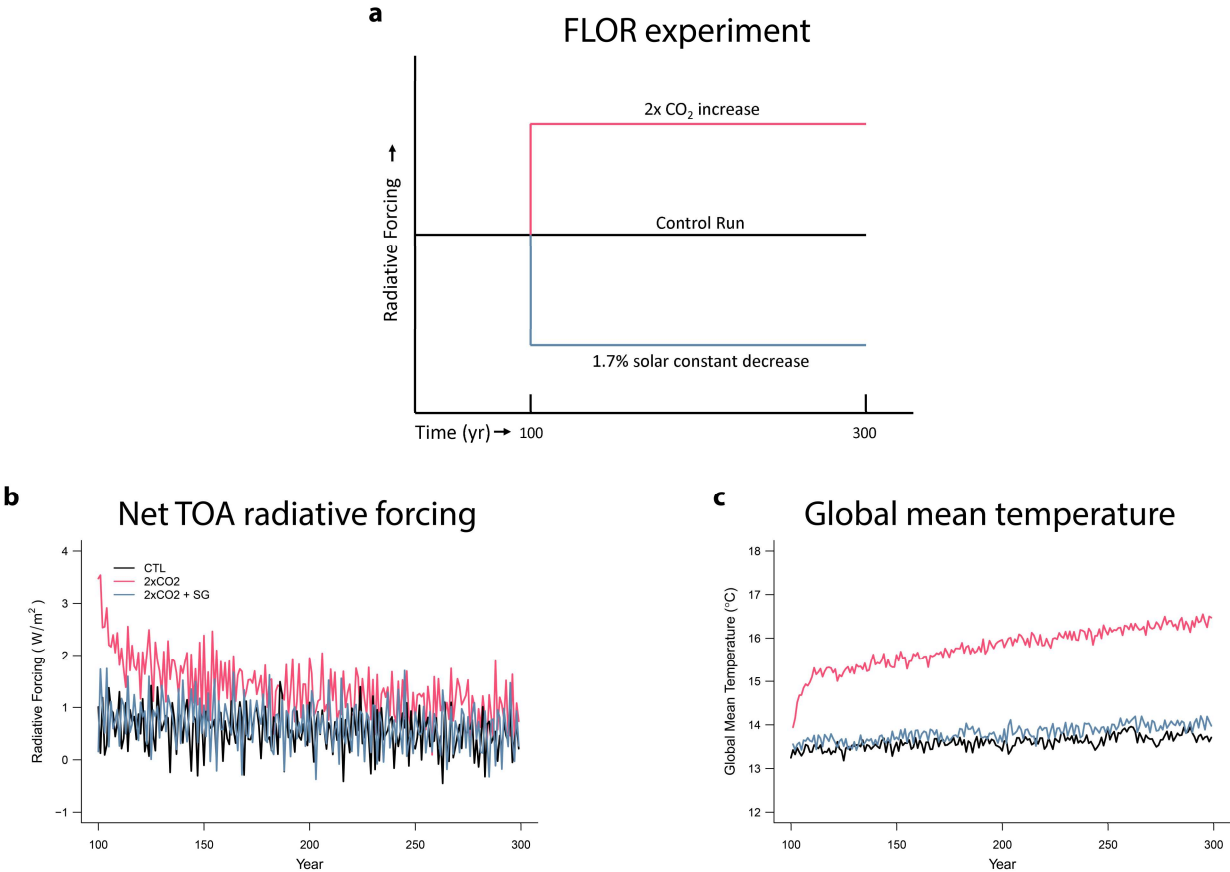 a
FLOR experiment
2x CO₂ increase
Radiative Forcing →
Control Run
1.7% solar constant decrease
Time (yr) → 100
300
b
Net TOA radiative forcing
Radiative Forcing ( W/m² )
4
3
2
1
0
−1
CTL
2xCO2
2xCO2 + SG
100
150
200
250
300
Year
c
Global mean temperature
Global Mean Temperature (°C)
18
17
16
15
14
13
12
100
150
200
250
300
Year